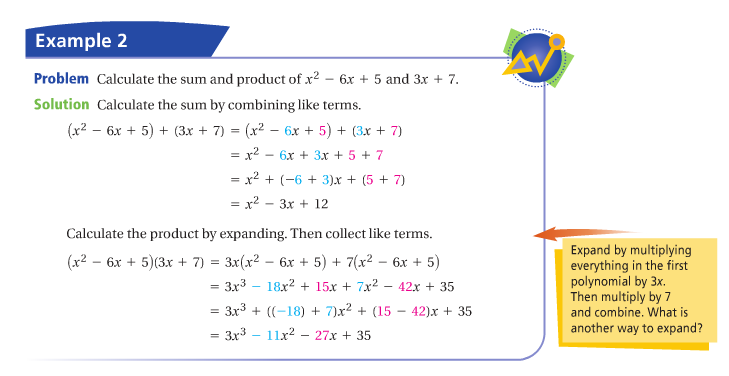 Example 2
Problem Calculate the sum and product of x² − 6x + 5 and 3x + 7.
Solution Calculate the sum by combining like terms.
(x² − 6x + 5) + (3x + 7) = (x² − 6x + 5) + (3x + 7)
= x² − 6x + 3x + 5 + 7
= x² + (−6 + 3)x + (5 + 7)
= x² − 3x + 12
Calculate the product by expanding. Then collect like terms.
(x² − 6x + 5)(3x + 7) = 3x(x² − 6x + 5) + 7(x² − 6x + 5)
= 3x³ − 18x² + 15x + 7x² − 42x + 35
= 3x³ + ((−18) + 7)x² + (15 − 42)x + 35
= 3x³ − 11x² − 27x + 35
Expand by multiplying
everything in the first
polynomial by 3x.
Then multiply by 7
and combine. What is
another way to expand?